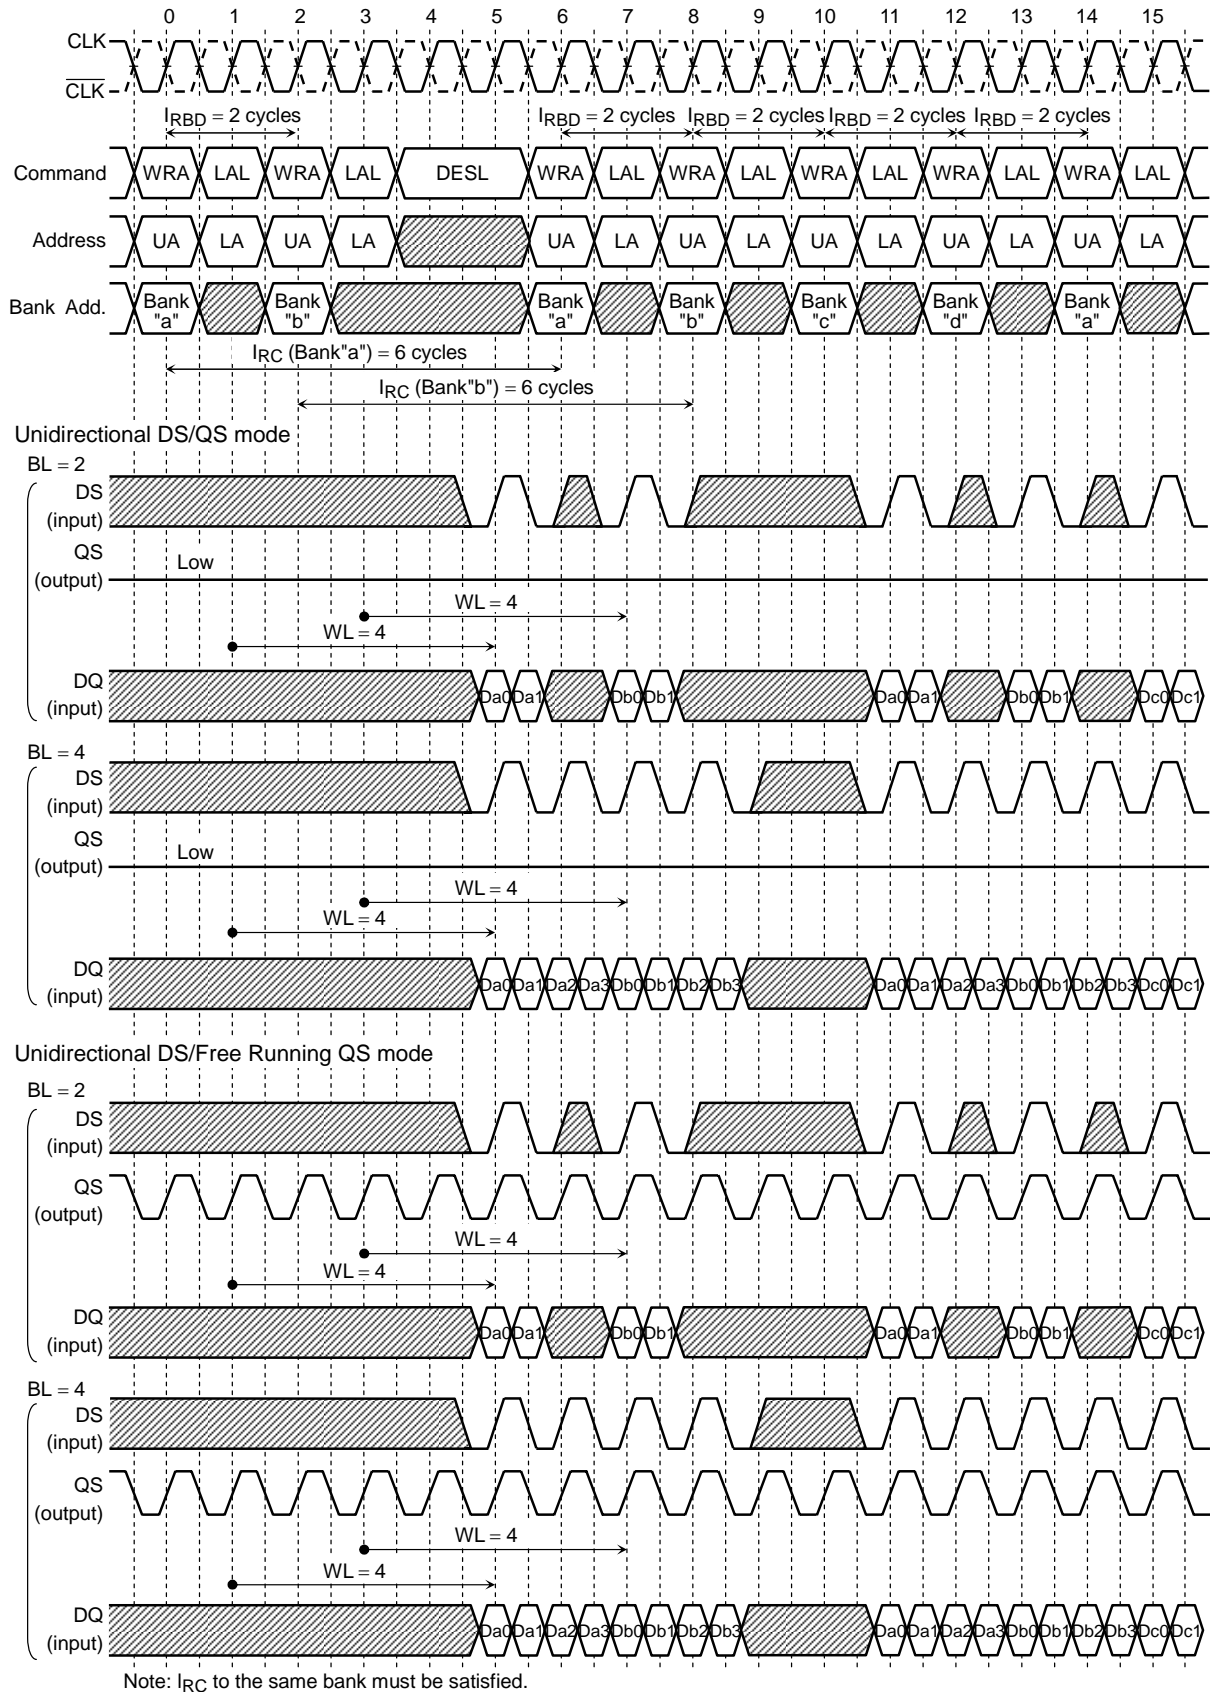 0 1 2 3 4 5 6 7 8 9 10 11 12 13 14 15
CLK
CLK
IRBD = 2 cycles IRBD = 2 cycles IRBD = 2 cycles IRBD = 2 cycles IRBD = 2 cycles
Command WRA LAL WRA LAL DESL WRA LAL WRA LAL WRA LAL WRA LAL WRA LAL
Address UA LA UA LA UA LA UA LA UA LA UA LA UA LA
Bank Add. Bank "a" Bank "b" Bank "a" Bank "b" Bank "c" Bank "d" Bank "a"
IRC (Bank"a") = 6 cycles
IRC (Bank"b") = 6 cycles
Unidirectional DS/QS mode
BL = 2
DS
(input)
QS
(output) Low
WL = 4
WL = 4
DQ
(input) Da0 Da1 Db0 Db1 Da0 Da1 Db0 Db1 Dc0 Dc1
BL = 4
DS
(input)
QS
(output) Low
WL = 4
WL = 4
DQ
(input) Da0 Da1 Da2 Da3 Db0 Db1 Db2 Db3 Da0 Da1 Da2 Da3 Db0 Db1 Db2 Db3 Dc0 Dc1
Unidirectional DS/Free Running QS mode
BL = 2
DS
(input)
QS
(output)
WL = 4
WL = 4
DQ
(input) Da0 Da1 Db0 Db1 Da0 Da1 Db0 Db1 Dc0 Dc1
BL = 4
DS
(input)
QS
(output)
WL = 4
WL = 4
DQ
(input) Da0 Da1 Da2 Da3 Db0 Db1 Db2 Db3 Da0 Da1 Da2 Da3 Db0 Db1 Db2 Db3 Dc0 Dc1
Note: IRC to the same bank must be satisfied.